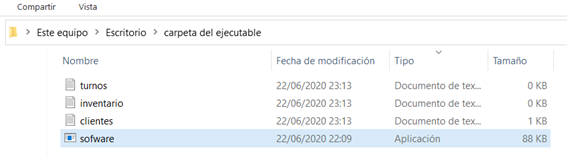 Compartir Vista
Este equipo > Escritorio > carpeta del ejecutable
Nombre Fecha de modificación Tipo Tamaño
turnos 22/06/2020 23:13 Documento de tex... 0 KB
inventario 22/06/2020 23:13 Documento de tex... 0 KB
clientes 22/06/2020 23:13 Documento de tex... 1 KB
sofware 22/06/2020 22:09 Aplicación 88 KB